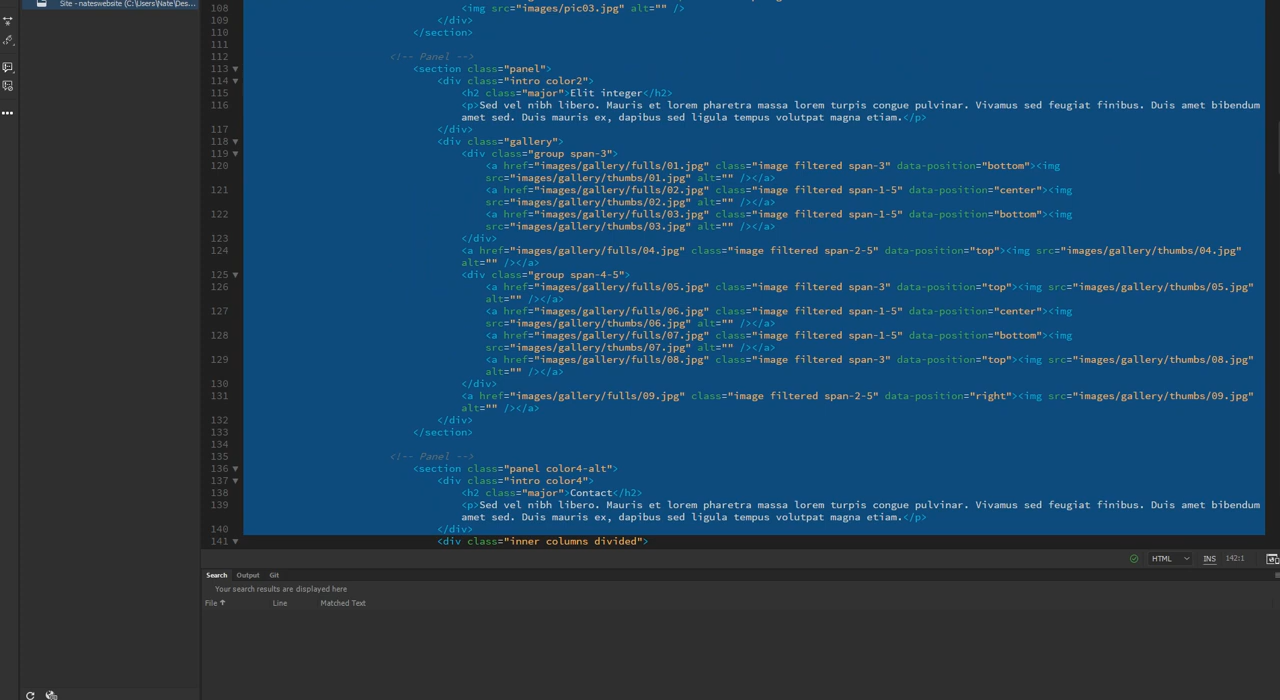 Site - nateswebsite (C:\Users\Nate\Des...
108 <img src="images/pic03.jpg" alt="" />
109 </div>
110 </section>
111
112 <!-- Panel -->
113 <section class="panel">
114 <div class="intro color2">
115 <h2 class="major">Elit integer</h2>
116 <p>Sed vel nibh libero. Mauris et lorem pharetra massa lorem turpis congue pulvinar. Vivamus sed feugiat finibus. Duis amet bibendum
amet sed. Duis mauris ex, dapibus sed ligula tempus volutpat magna etiam.</p>
117 </div>
118 <div class="gallery">
119 <div class="group span-3">
120 <a href="images/gallery/fulls/01.jpg" class="image filtered span-3" data-position="bottom"><img
src="images/gallery/thumbs/01.jpg" alt="" /></a>
121 <a href="images/gallery/fulls/02.jpg" class="image filtered span-1-5" data-position="center"><img
src="images/gallery/thumbs/02.jpg" alt="" /></a>
122 <a href="images/gallery/fulls/03.jpg" class="image filtered span-1-5" data-position="bottom"><img
src="images/gallery/thumbs/03.jpg" alt="" /></a>
123 </div>
124 <a href="images/gallery/fulls/04.jpg" class="image filtered span-2-5" data-position="top"><img src="images/gallery/thumbs/04.jpg"
alt="" /></a>
125 <div class="group span-4-5">
126 <a href="images/gallery/fulls/05.jpg" class="image filtered span-3" data-position="top"><img src="images/gallery/thumbs/05.jpg"
alt="" /></a>
127 <a href="images/gallery/fulls/06.jpg" class="image filtered span-1-5" data-position="center"><img
src="images/gallery/thumbs/06.jpg" alt="" /></a>
128 <a href="images/gallery/fulls/07.jpg" class="image filtered span-1-5" data-position="bottom"><img
src="images/gallery/thumbs/07.jpg" alt="" /></a>
129 <a href="images/gallery/fulls/08.jpg" class="image filtered span-3" data-position="top"><img src="images/gallery/thumbs/08.jpg"
alt="" /></a>
130 </div>
131 <a href="images/gallery/fulls/09.jpg" class="image filtered span-2-5" data-position="right"><img src="images/gallery/thumbs/09.jpg"
alt="" /></a>
132 </div>
133 </section>
134
135 <!-- Panel -->
136 <section class="panel color4-alt">
137 <div class="intro color4">
138 <h2 class="major">Contact</h2>
139 <p>Sed vel nibh libero. Mauris et lorem pharetra massa lorem turpis congue pulvinar. Vivamus sed feugiat finibus. Duis amet bibendum
amet sed. Duis mauris ex, dapibus sed ligula tempus volutpat magna etiam.</p>
140 </div>
141 <div class="inner columns divided">
HTML INS 142:1
Search Output Git
Your search results are displayed here
File Line Matched Text